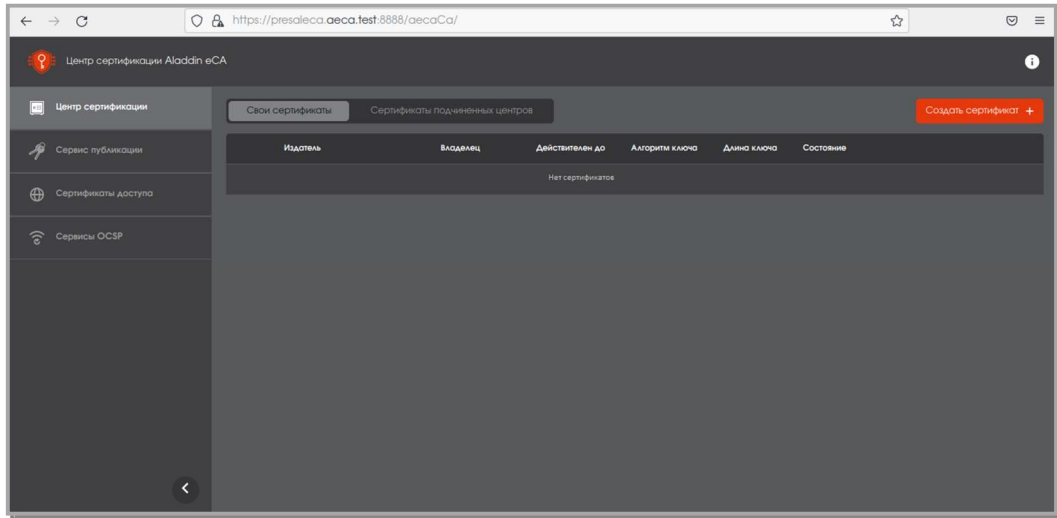 https://presaleca.aeca.test:8888/aecaCa/
Центр сертификации Aladdin eCA
Центр сертификации
Свои сертификаты
Сертификаты подчиненных центров
Создать сертификат +
Сервис публикации
Издатель Владелец Действителен до Алгоритм ключа Длина ключа Состояние
Нет сертификатов
Сертификаты доступа
Сервисы OCSP